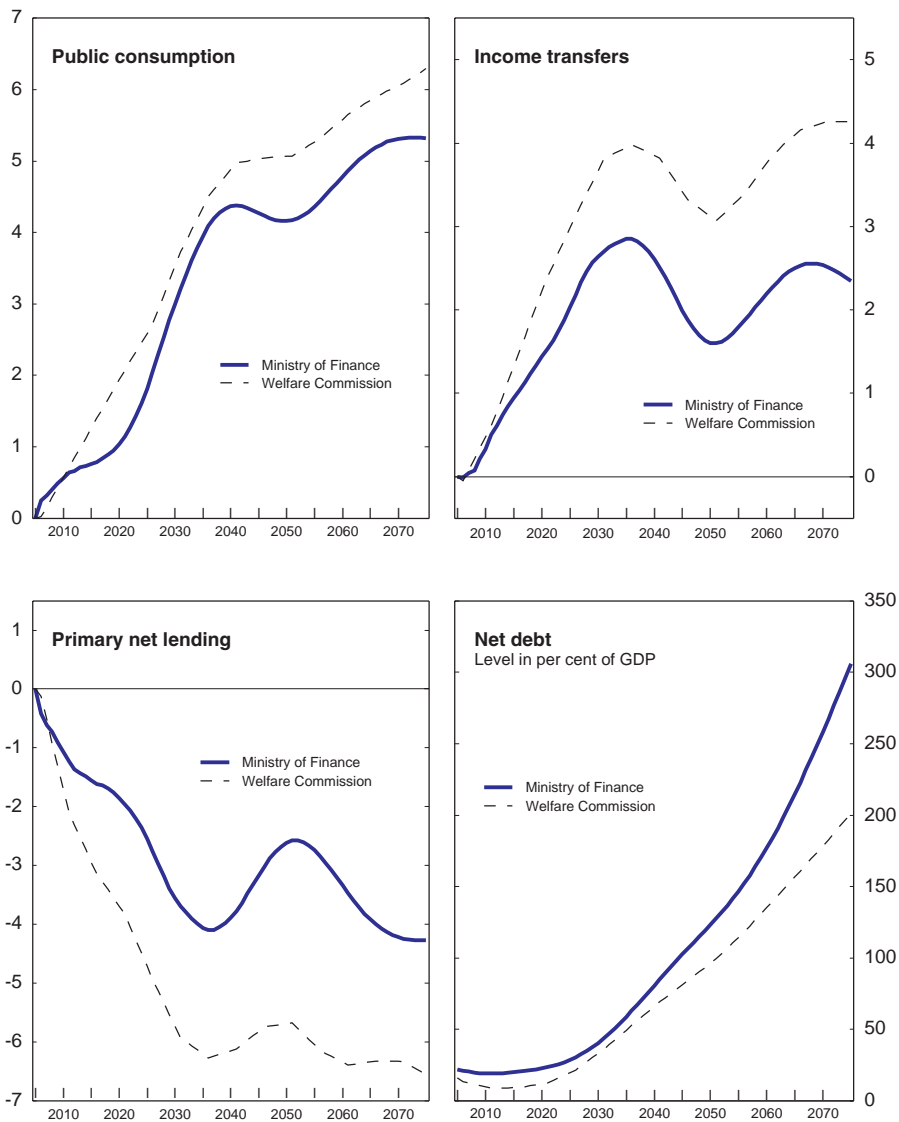 Public consumption
7
6
5
4
3
2
1
0
Ministry of Finance
Welfare Commission
2010 2020 2030 2040 2050 2060 2070
Income transfers
5
4
3
2
1
0
Ministry of Finance
Welfare Commission
2010 2020 2030 2040 2050 2060 2070
Primary net lending
1
0
-1
-2
-3
-4
-5
-6
-7
Ministry of Finance
Welfare Commission
2010 2020 2030 2040 2050 2060 2070
Net debt
Level in per cent of GDP
350
300
250
200
150
100
50
0
Ministry of Finance
Welfare Commission
2010 2020 2030 2040 2050 2060 2070